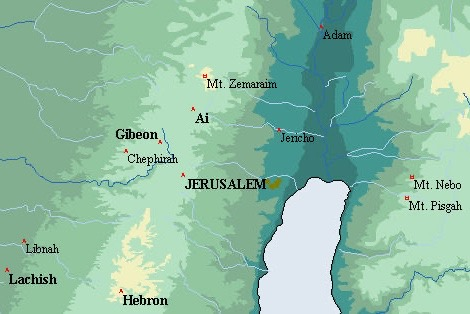 Adam
Mt. Zemaraim
Ai
Gibeon
Jericho
Chephirah
JERUSALEM
Mt. Nebo
Mt. Pisgah
Libnah
Lachish
Hebron